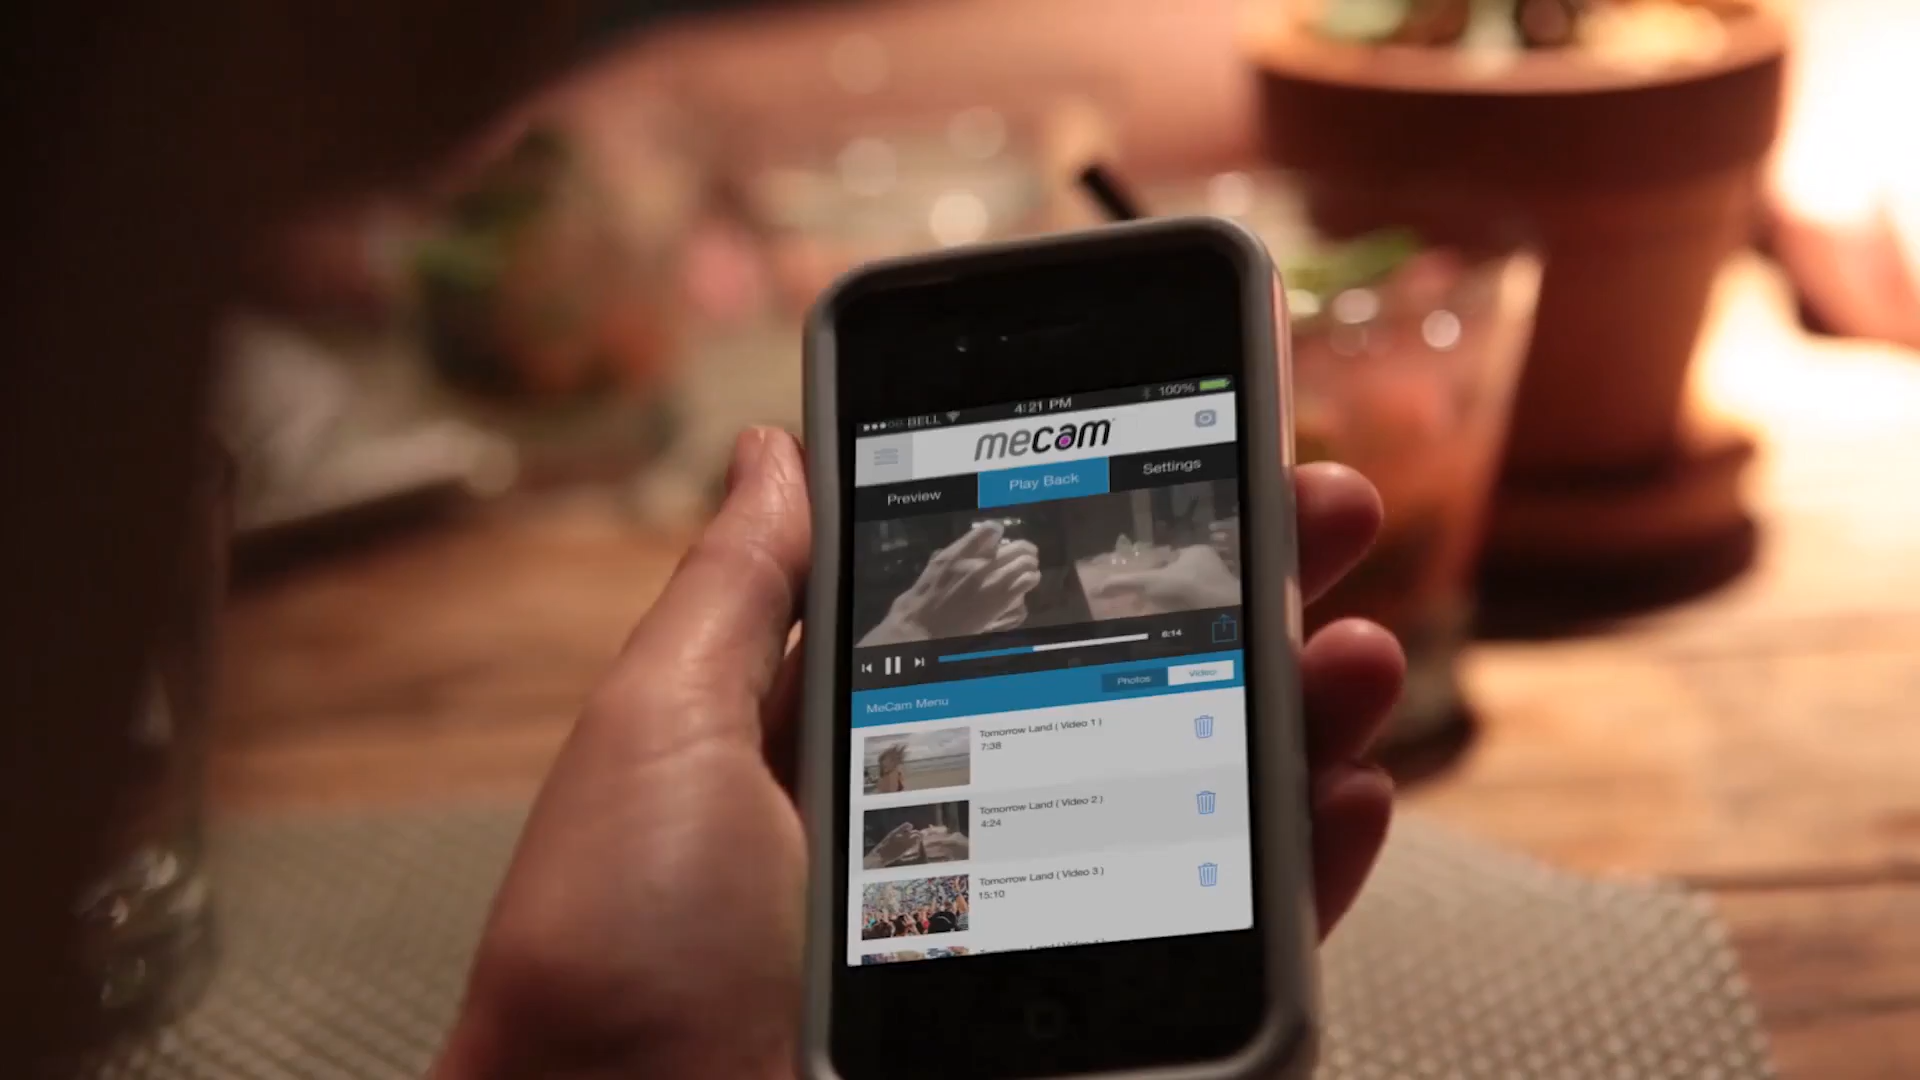 BELL 4:21 PM 100%
mecam
Preview Play Back Settings
6:14
MeCam Menu Photos Video
Tomorrow Land ( Video 1 )
7:38
Tomorrow Land ( Video 2 )
4:24
Tomorrow Land ( Video 3 )
15:10